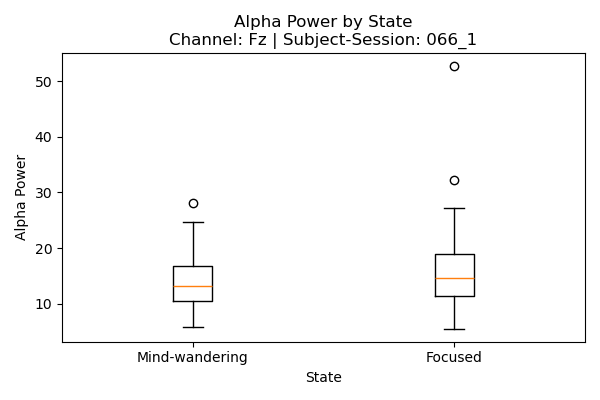 Alpha Power by State
Channel: Fz | Subject-Session: 066_1
Alpha Power
50
40
30
20
10
Mind-wandering
Focused
State